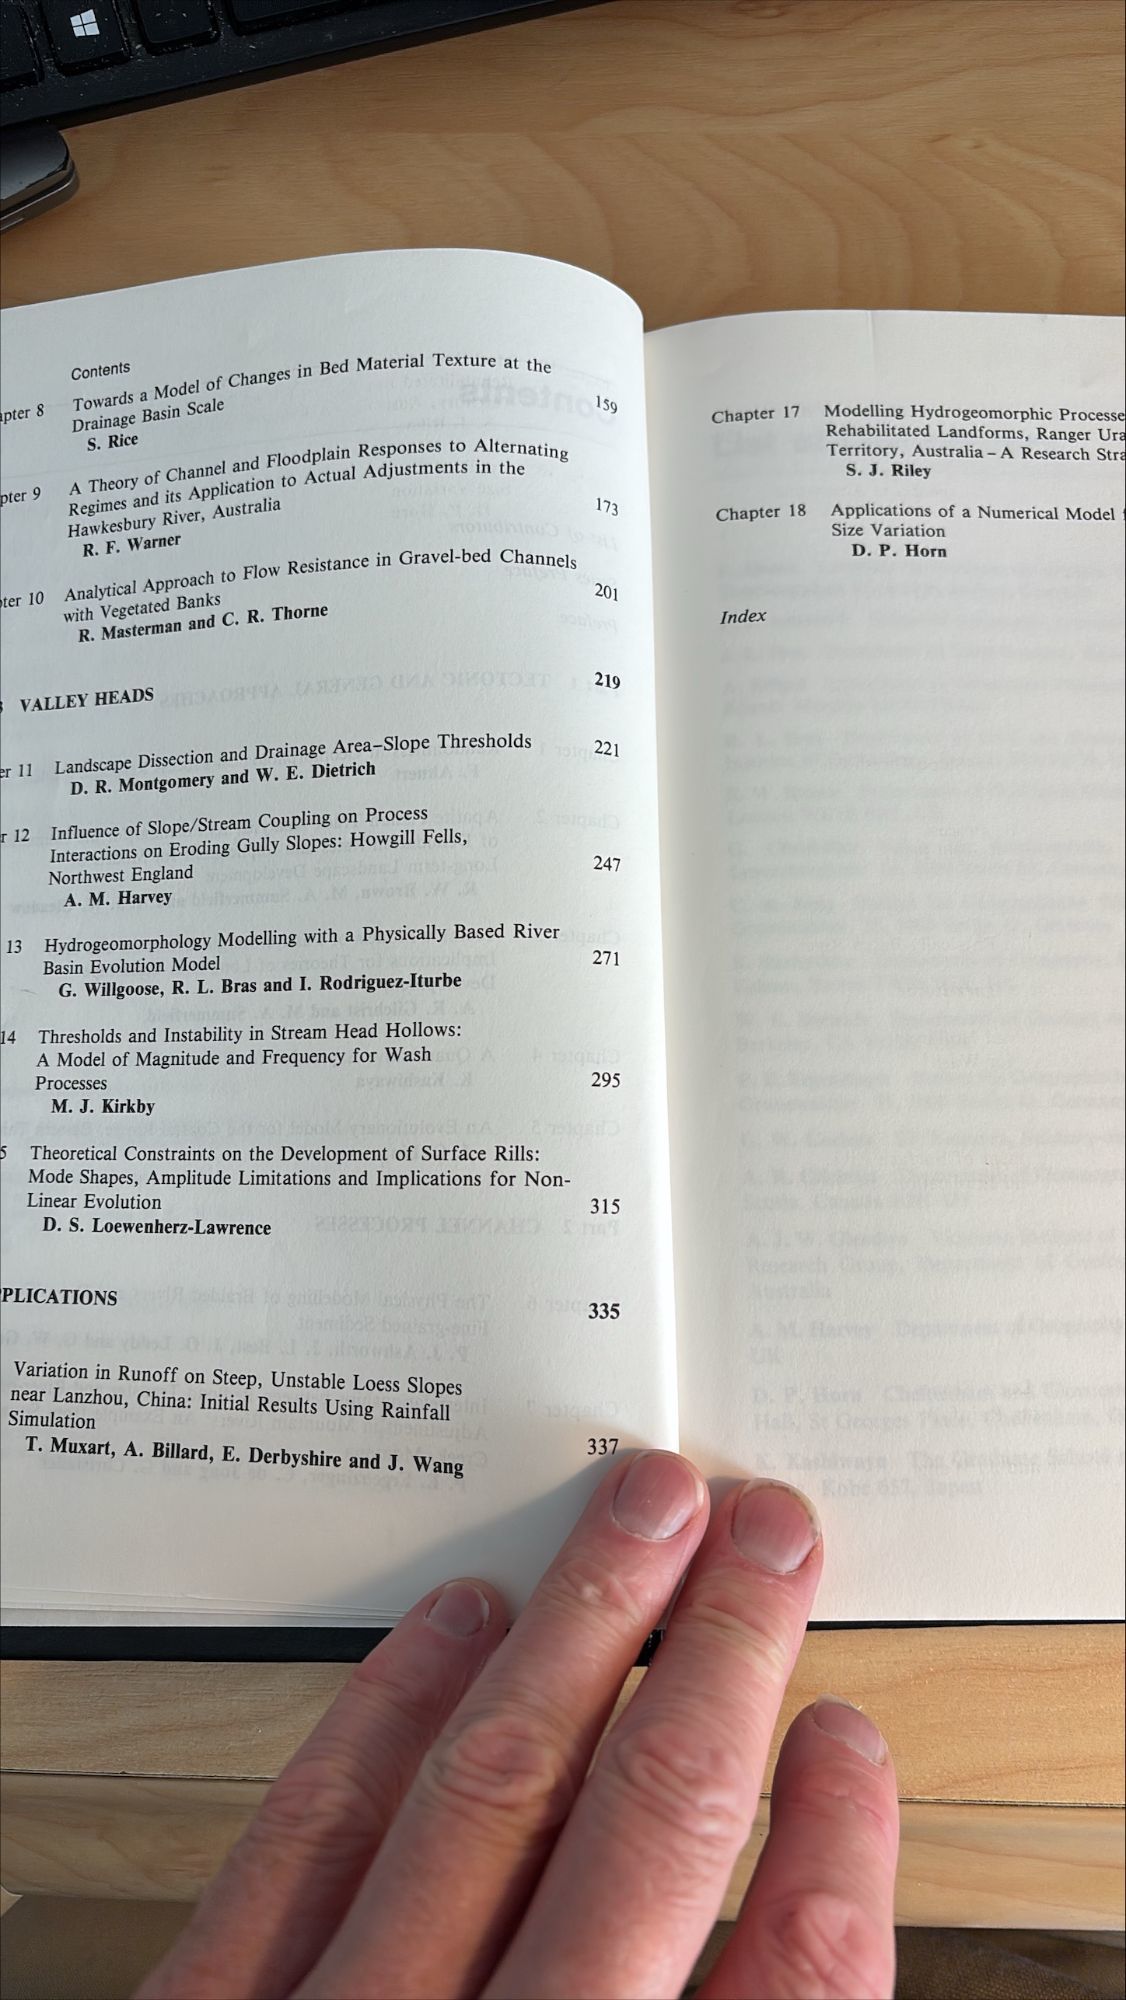 Contents
apter 8 Towards a Model of Changes in Bed Material Texture at the
Drainage Basin Scale 159
S. Rice
pter 9 A Theory of Channel and Floodplain Responses to Alternating
Regimes and its Application to Actual Adjustments in the
Hawkesbury River, Australia 173
R. F. Warner
ter 10 Analytical Approach to Flow Resistance in Gravel-bed Channels
with Vegetated Banks 201
R. Masterman and C. R. Thorne
3 VALLEY HEADS 219
er 11 Landscape Dissection and Drainage Area–Slope Thresholds 221
D. R. Montgomery and W. E. Dietrich
r 12 Influence of Slope/Stream Coupling on Process
Interactions on Eroding Gully Slopes: Howgill Fells,
Northwest England 247
A. M. Harvey
13 Hydrogeomorphology Modelling with a Physically Based River
Basin Evolution Model 271
G. Willgoose, R. L. Bras and I. Rodriguez-Iturbe
14 Thresholds and Instability in Stream Head Hollows:
A Model of Magnitude and Frequency for Wash
Processes 295
M. J. Kirkby
5 Theoretical Constraints on the Development of Surface Rills:
Mode Shapes, Amplitude Limitations and Implications for Non-
Linear Evolution 315
D. S. Loewenherz-Lawrence
PLICATIONS 335
Variation in Runoff on Steep, Unstable Loess Slopes
near Lanzhou, China: Initial Results Using Rainfall
Simulation 337
T. Muxart, A. Billard, E. Derbyshire and J. Wang
Chapter 17 Modelling Hydrogeomorphic Processe
Rehabilitated Landforms, Ranger Ura
Territory, Australia – A Research Stra
S. J. Riley
Chapter 18 Applications of a Numerical Model
Size Variation
D. P. Horn
Index